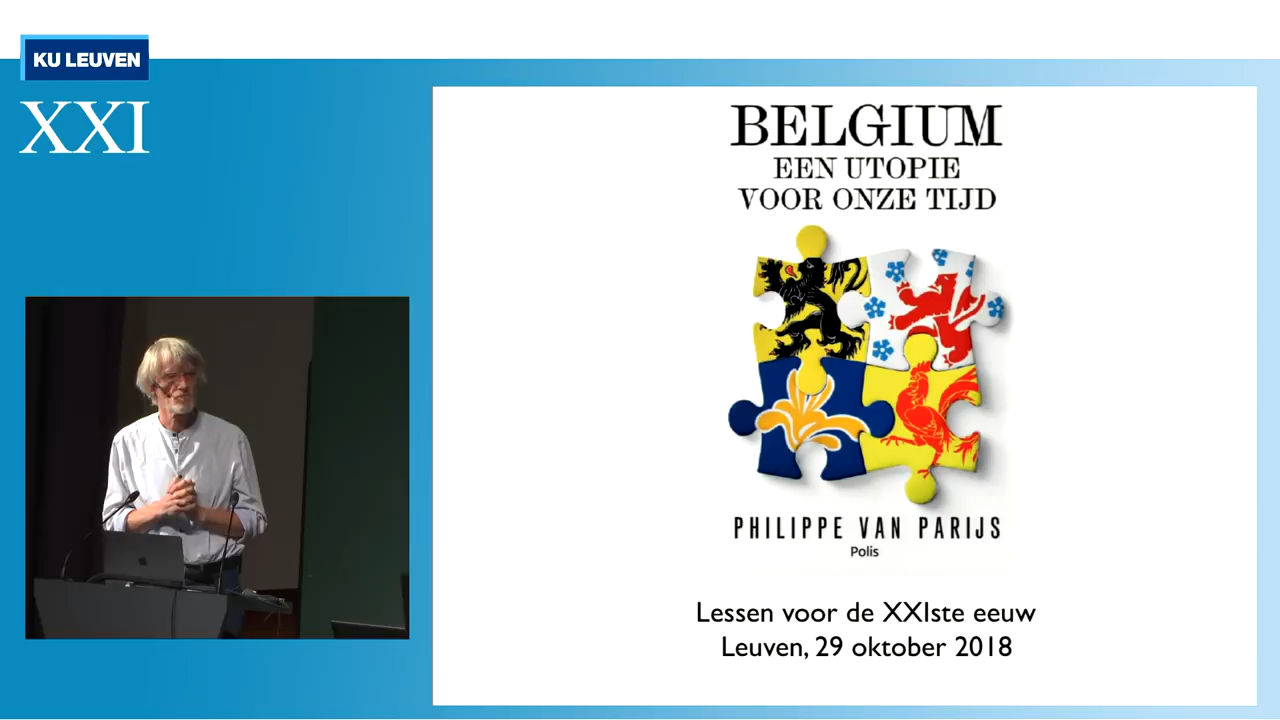 KU LEUVEN
XXI
BELGIUM
EEN UTOPIE
VOOR ONZE TIJD
PHILIPPE VAN PARIJS
Polis
Lessen voor de XXIste eeuw
Leuven, 29 oktober 2018